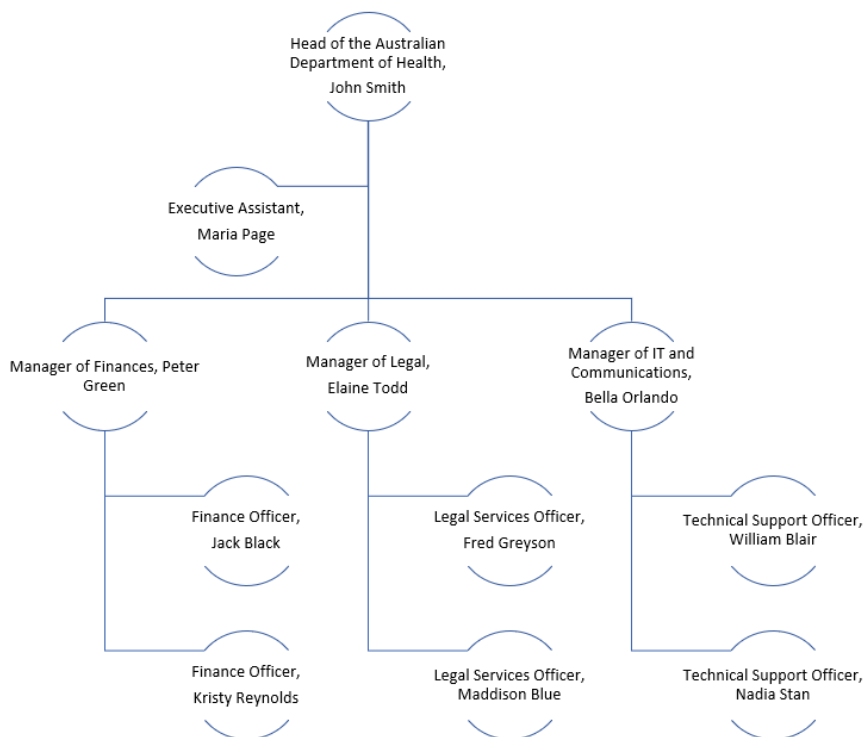 Head of the Australian
Department of Health,
John Smith
Executive Assistant,
Maria Page
Manager of Finances, Peter
Green
Manager of Legal,
Elaine Todd
Manager of IT and
Communications,
Bella Orlando
Finance Officer,
Jack Black
Legal Services Officer,
Fred Greyson
Technical Support Officer,
William Blair
Finance Officer,
Kristy Reynolds
Legal Services Officer,
Maddison Blue
Technical Support Officer,
Nadia Stan